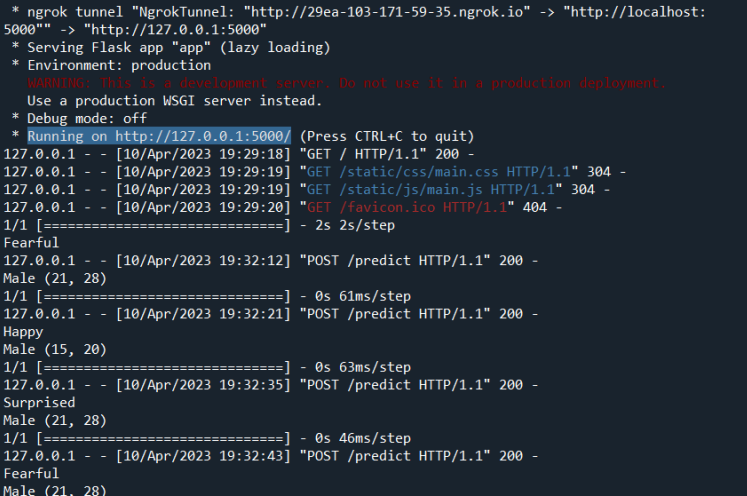 * ngrok tunnel "NgrokTunnel: "http://29ea-103-171-59-35.ngrok.io" -> "http://localhost:
5000"" -> "http://127.0.0.1:5000"
* Serving Flask app "app" (lazy loading)
* Environment: production
WARNING: This is a development server. Do not use it in a production deployment.
Use a production WSGI server instead.
* Debug mode: off
* Running on http://127.0.0.1:5000/ (Press CTRL+C to quit)
127.0.0.1 - - [10/Apr/2023 19:29:18] "GET / HTTP/1.1" 200 -
127.0.0.1 - - [10/Apr/2023 19:29:19] "GET /static/css/main.css HTTP/1.1" 304 -
127.0.0.1 - - [10/Apr/2023 19:29:19] "GET /static/js/main.js HTTP/1.1" 304 -
127.0.0.1 - - [10/Apr/2023 19:29:20] "GET /favicon.ico HTTP/1.1" 404 -
1/1 [==============================] - 2s 2s/step
Fearful
127.0.0.1 - - [10/Apr/2023 19:32:12] "POST /predict HTTP/1.1" 200 -
Male (21, 28)
1/1 [==============================] - 0s 61ms/step
127.0.0.1 - - [10/Apr/2023 19:32:21] "POST /predict HTTP/1.1" 200 -
Happy
Male (15, 20)
1/1 [==============================] - 0s 63ms/step
127.0.0.1 - - [10/Apr/2023 19:32:35] "POST /predict HTTP/1.1" 200 -
Surprised
Male (21, 28)
1/1 [==============================] - 0s 46ms/step
127.0.0.1 - - [10/Apr/2023 19:32:43] "POST /predict HTTP/1.1" 200 -
Fearful
Male (21, 28)